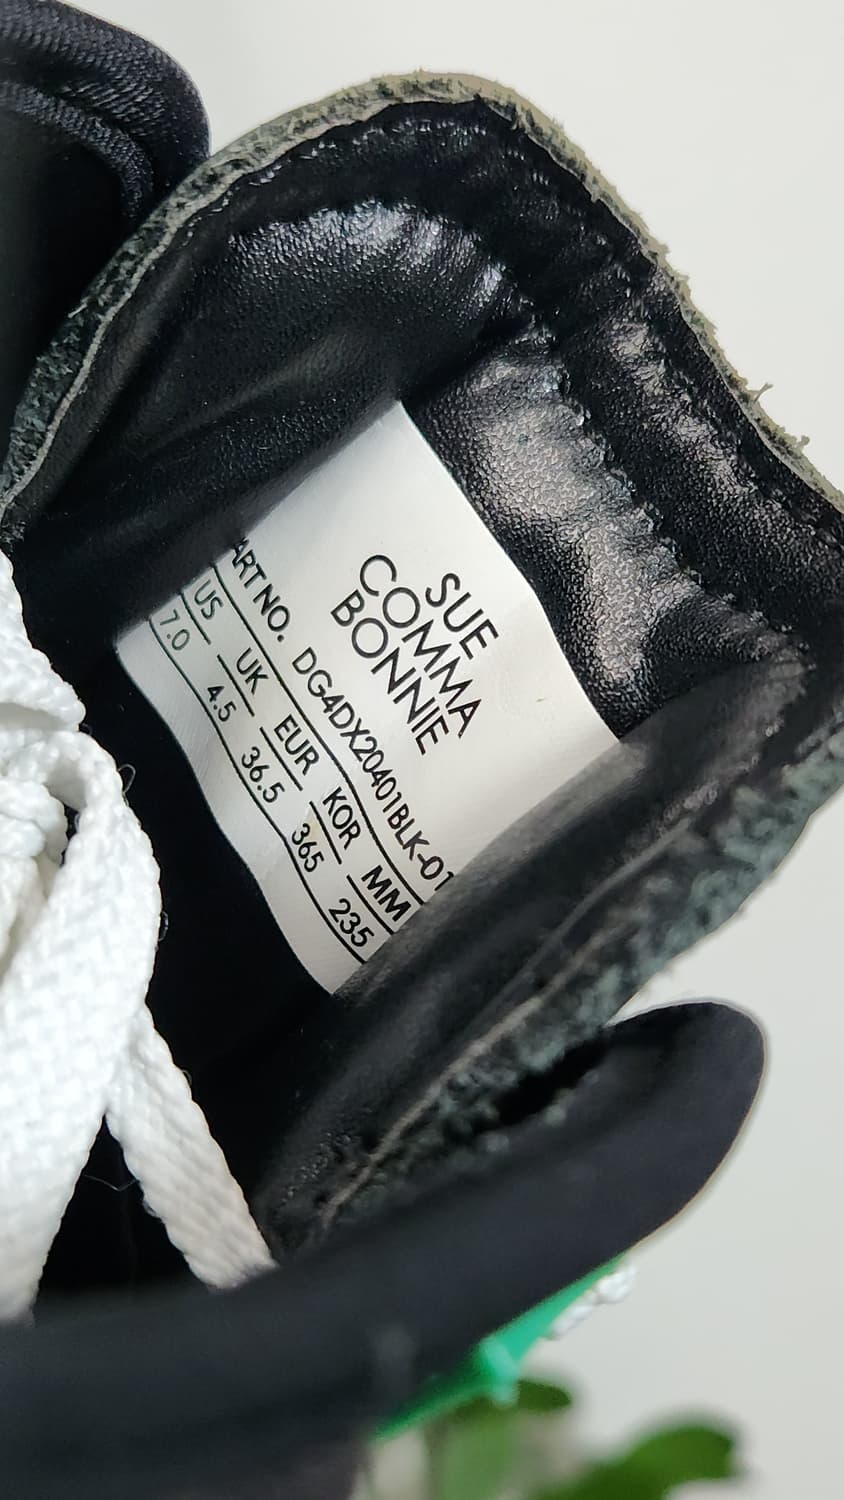 SUE
COMMA
BONNIE
ART NO. DG4DX20401BLK-01
US UK EUR KOR MM
7.0 4.5 36.5 365 235